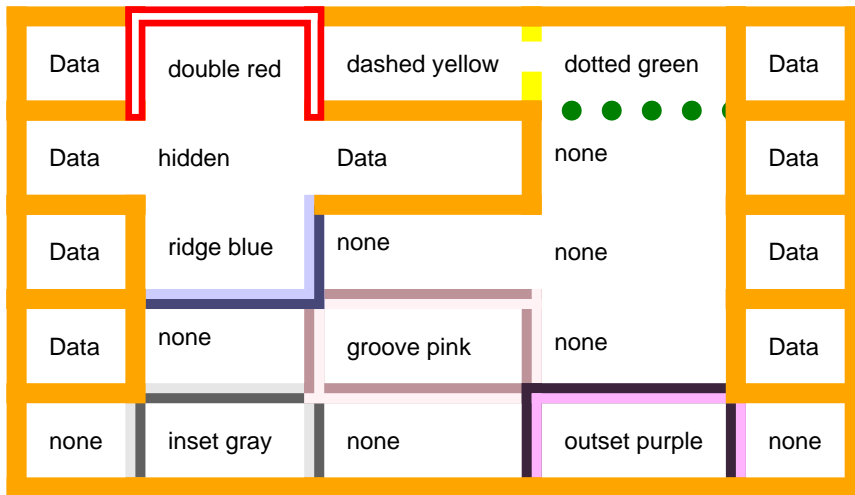 Data double red dashed yellow dotted green Data
Data hidden Data none Data
Data ridge blue none none Data
Data none groove pink none Data
none inset gray none outset purple none